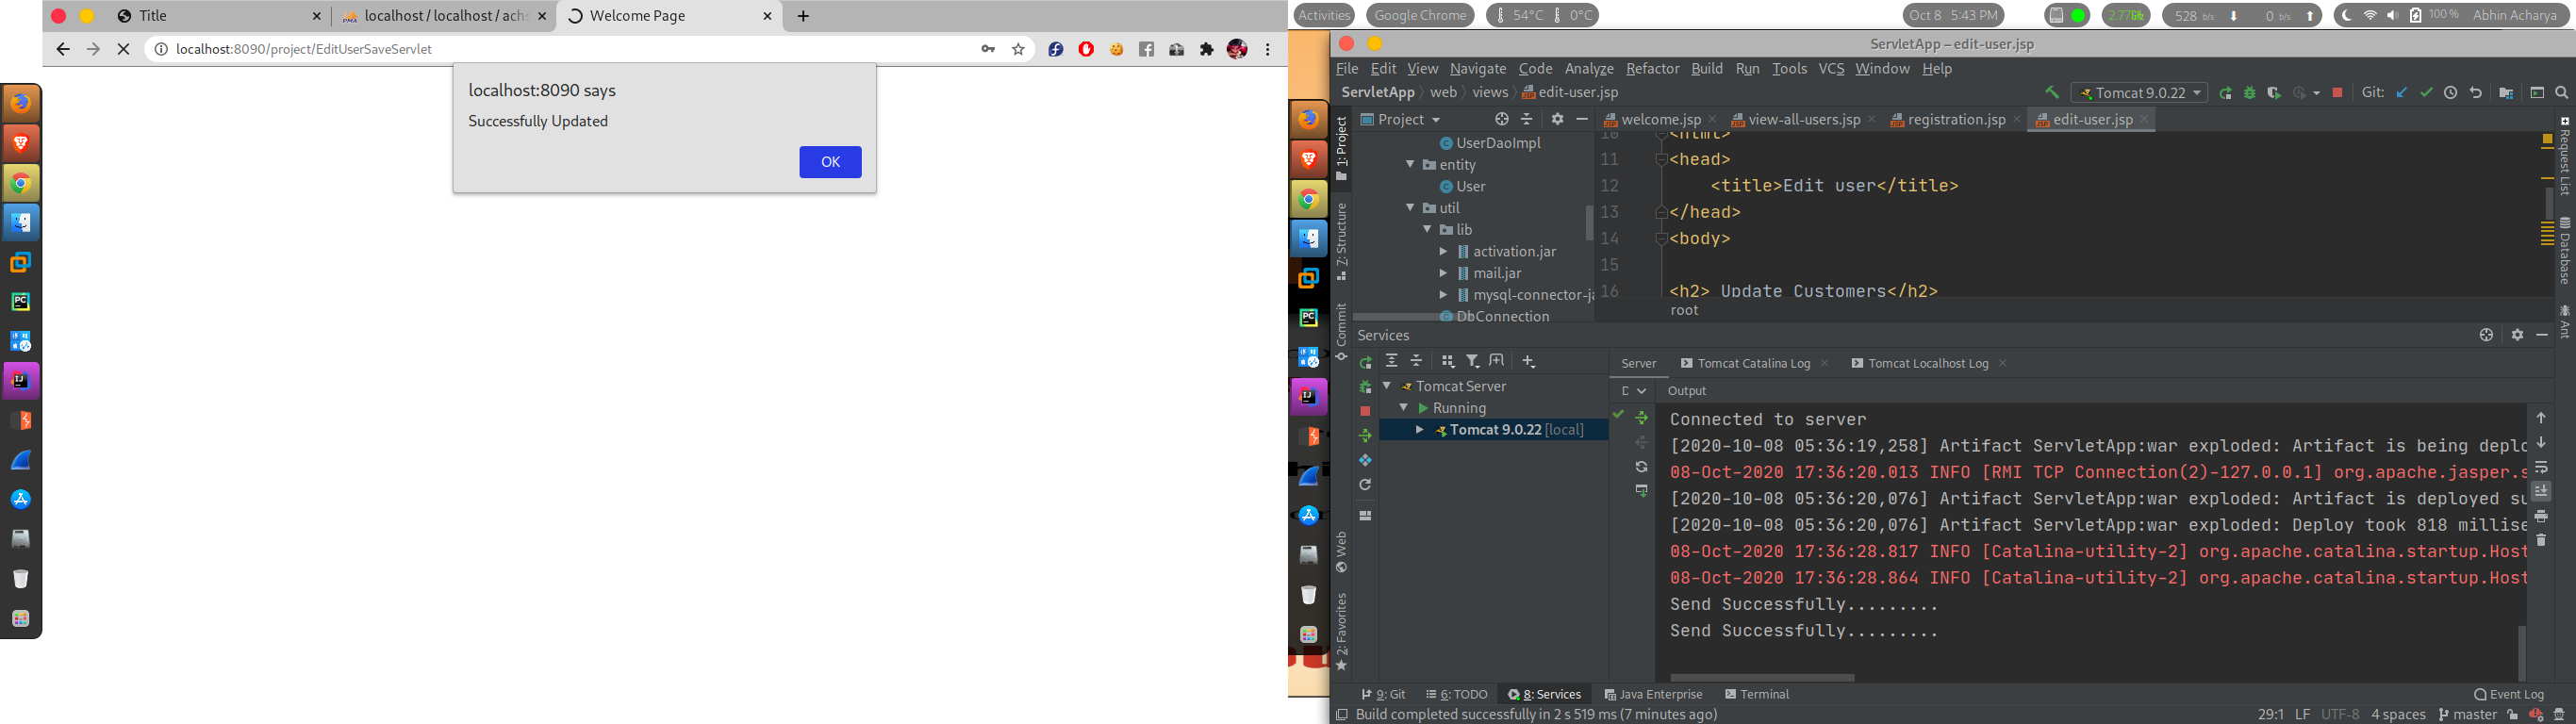 Title
localhost / localhost / achs
Welcome Page
localhost:8090/project/EditUserSaveServlet
localhost:8090 says
Successfully Updated
OK
Activities
Google Chrome
54°C
0°C
Oct 8 5:43 PM
2.77GHz
528 b/s
0 b/s
100 %
Abhin Acharya
ServletApp – edit-user.jsp
File Edit View Navigate Code Analyze Refactor Build Run Tools VCS Window Help
ServletApp web views edit-user.jsp
Tomcat 9.0.22
Git:
Project
welcome.jsp
view-all-users.jsp
registration.jsp
edit-user.jsp
UserDaoImpl
entity
User
util
lib
activation.jar
mail.jar
mysql-connector-ja
DbConnection
10 <html>
11 <head>
12 <title>Edit user</title>
13 </head>
14 <body>
15
16 <h2> Update Customers</h2>
root
1: Project
7: Structure
Commit
Web
2: Favorites
Request List
Database
Ant
Services
Server
Tomcat Catalina Log
Tomcat Localhost Log
Tomcat Server
Running
Tomcat 9.0.22 [local]
Output
Connected to server
[2020-10-08 05:36:19,258] Artifact ServletApp:war exploded: Artifact is being deplo
08-Oct-2020 17:36:20.013 INFO [RMI TCP Connection(2)-127.0.0.1] org.apache.jasper.s
[2020-10-08 05:36:20,076] Artifact ServletApp:war exploded: Artifact is deployed su
[2020-10-08 05:36:20,076] Artifact ServletApp:war exploded: Deploy took 818 millise
08-Oct-2020 17:36:28.817 INFO [Catalina-utility-2] org.apache.catalina.startup.Host
08-Oct-2020 17:36:28.864 INFO [Catalina-utility-2] org.apache.catalina.startup.Host
Send Successfully.........
Send Successfully.........
9: Git
6: TODO
8: Services
Java Enterprise
Terminal
Event Log
Build completed successfully in 2 s 519 ms (7 minutes ago)
29:1 LF UTF-8 4 spaces master